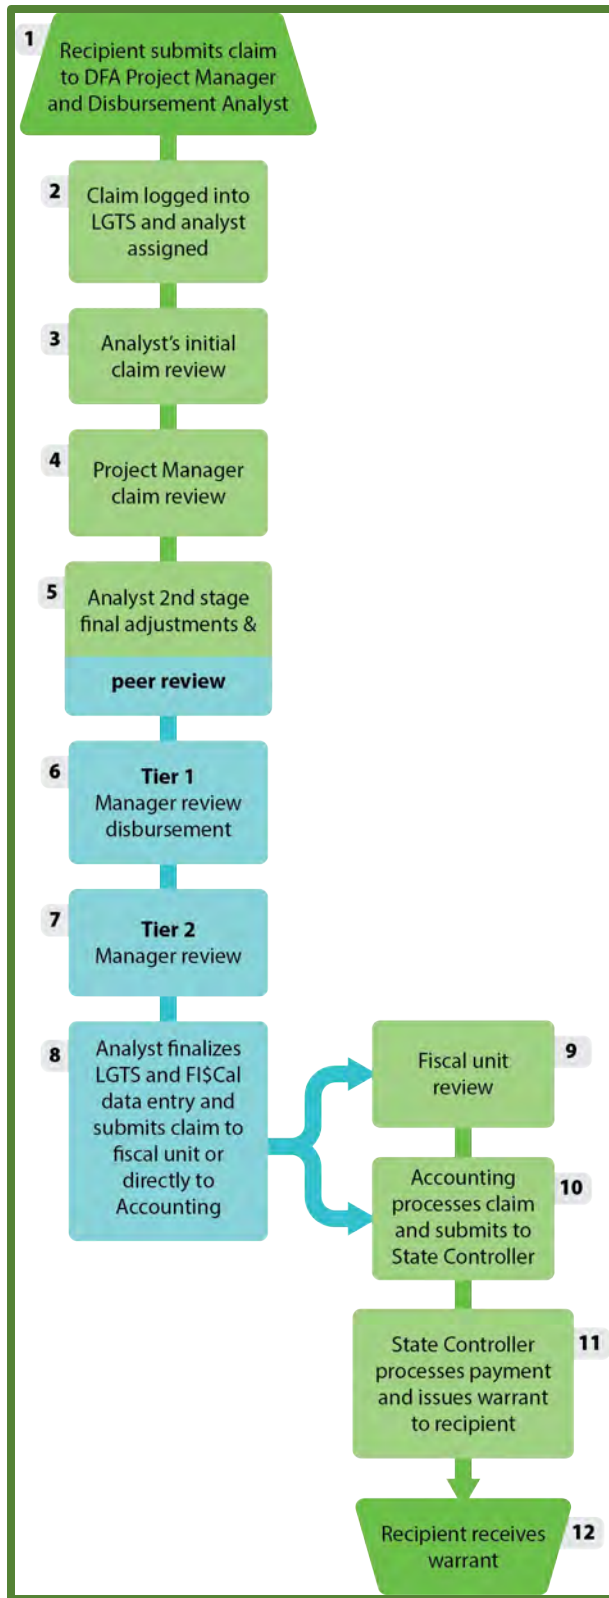 1
Recipient submits claim
to DFA Project Manager
and Disbursement Analyst
2
Claim logged into
LGTS and analyst
assigned
3
Analyst's initial
claim review
4
Project Manager
claim review
5
Analyst 2nd stage
final adjustments &
peer review
6
Tier 1
Manager review
disbursement
7
Tier 2
Manager review
8
Analyst finalizes
LGTS and FI$Cal
data entry and
submits claim to
fiscal unit or
directly to
Accounting
9
Fiscal unit
review
10
Accounting
processes claim
and submits to
State Controller
11
State Controller
processes payment
and issues warrant
to recipient
12
Recipient receives
warrant